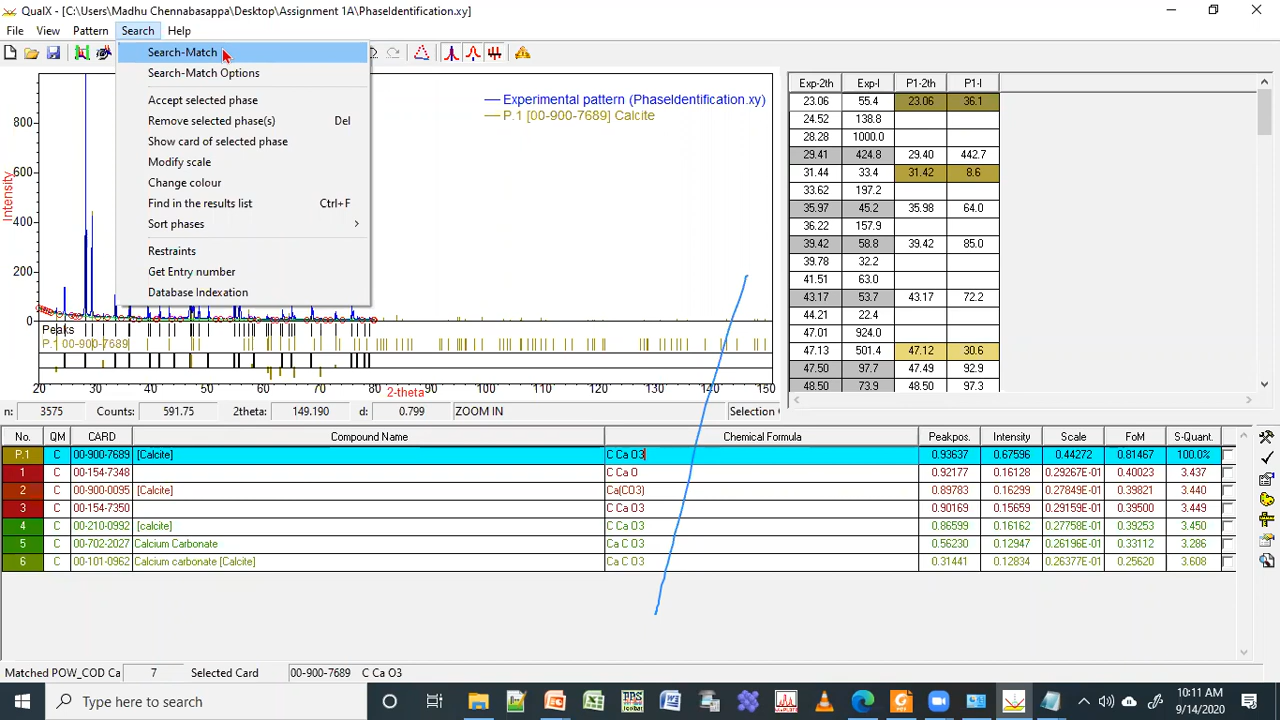 QualX - [C:\Users\Madhu Chennabasappa\Desktop\Assignment 1A\PhaseIdentification.xy]
File View Pattern Search Help
Search-Match
Search-Match Options
Accept selected phase
Remove selected phase(s) Del
Show card of selected phase
Modify scale
Change colour
Find in the results list Ctrl+F
Sort phases
Restraints
Get Entry number
Database Indexation
Experimental pattern (PhaseIdentification.xy)
P.1 [00-900-7689] Calcite
Intensity
800
600
400
200
0
Peaks
P.1 00-900-7689
20 30 40 50 60 70 80 90 100 110 120 130 140 150
2-theta
Exp-2th Exp-I P1-2th P1-I
23.06 55.4 23.06 36.1
24.52 138.8
28.28 1000.0
29.41 424.8 29.40 442.7
31.44 33.4 31.42 8.6
33.62 197.2
35.97 45.2 35.98 64.0
36.22 157.9
39.42 58.8 39.42 85.0
39.78 32.2
41.51 63.0
43.17 53.7 43.17 72.2
44.21 22.4
47.01 924.0
47.13 501.4 47.12 30.6
47.50 97.7 47.49 92.9
48.50 73.9 48.50 97.3
n: 3575 Counts: 591.75 2theta: 149.190 d: 0.799 ZOOM IN Selection
No. QM CARD Compound Name Chemical Formula Peakpos. Intensity Scale FoM S-Quant.
P.1 C 00-900-7689 [Calcite] C Ca O3 0.93637 0.67596 0.44272 0.81467 100.0%
1 C 00-154-7348 C Ca O 0.92177 0.16128 0.29267E-01 0.40023 3.437
2 C 00-900-0095 [Calcite] Ca(CO3) 0.89783 0.16299 0.27849E-01 0.39821 3.440
3 C 00-154-7350 C Ca O3 0.90169 0.15659 0.29159E-01 0.39500 3.449
4 C 00-210-0992 [calcite] C Ca O3 0.86599 0.16162 0.27758E-01 0.39253 3.450
5 C 00-702-2027 Calcium Carbonate Ca C O3 0.56230 0.12947 0.26196E-01 0.33112 3.286
6 C 00-101-0962 Calcium carbonate [Calcite] Ca C O3 0.31441 0.12834 0.26377E-01 0.25620 3.608
Matched POW_COD Ca 7 Selected Card 00-900-7689 C Ca O3
Type here to search
10:11 AM
9/14/2020